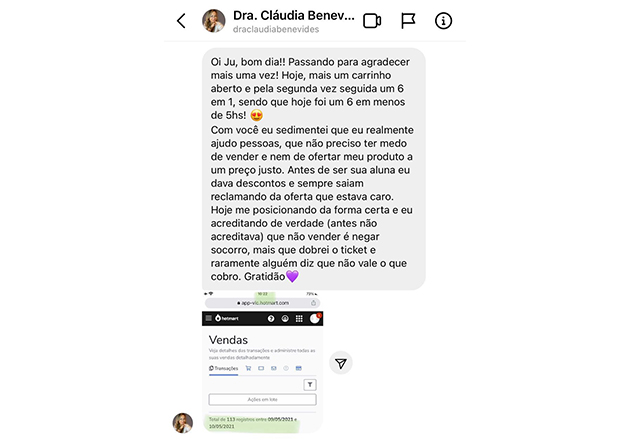 Dra. Cláudia Benev...
draclaudiabenevides
Oi Ju, bom dia!! Passando para agradecer
mais uma vez! Hoje, mais um carrinho
aberto e pela segunda vez seguida um 6
em 1, sendo que hoje foi um 6 em menos
de 5hs! 😍
Com você eu sedimentei que eu realmente
ajudo pessoas, que não preciso ter medo
de vender e nem de ofertar meu produto a
um preço justo. Antes de ser sua aluna eu
dava descontos e sempre saiam
reclamando da oferta que estava caro.
Hoje me posicionando da forma certa e eu
acreditando de verdade (antes não
acreditava) que não vender é negar
socorro, mais que dobrei o ticket e
raramente alguém diz que não vale o que
cobro. Gratidão💜
hotmart
Vendas
Veja detalhes das transações e administre todas as
suas vendas detalhadamente
Transações
Ações em lote
Total de 113 registros entre 09/05/2021 e
10/05/2021